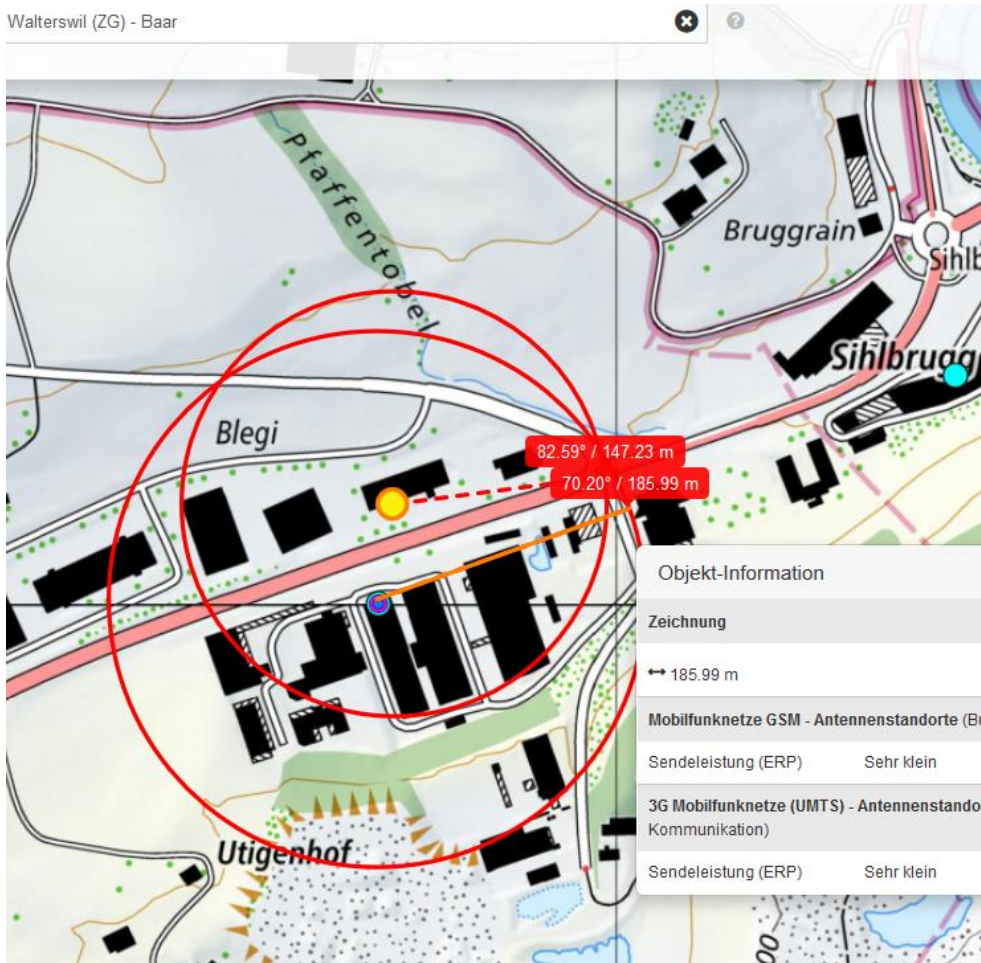 Walterswil (ZG) - Baar
Pfaffentobel
Bruggrain
Sihlb
Sihlbrugg
Blegi
82.59° / 147.23 m
70.20° / 185.99 m
Objekt-Information
Zeichnung
↔ 185.99 m
Mobilfunknetze GSM - Antennenstandorte (Bu
Sendeleistung (ERP) Sehr klein
3G Mobilfunknetze (UMTS) - Antennenstando
Kommunikation)
Sendeleistung (ERP) Sehr klein
Utigenhof
00